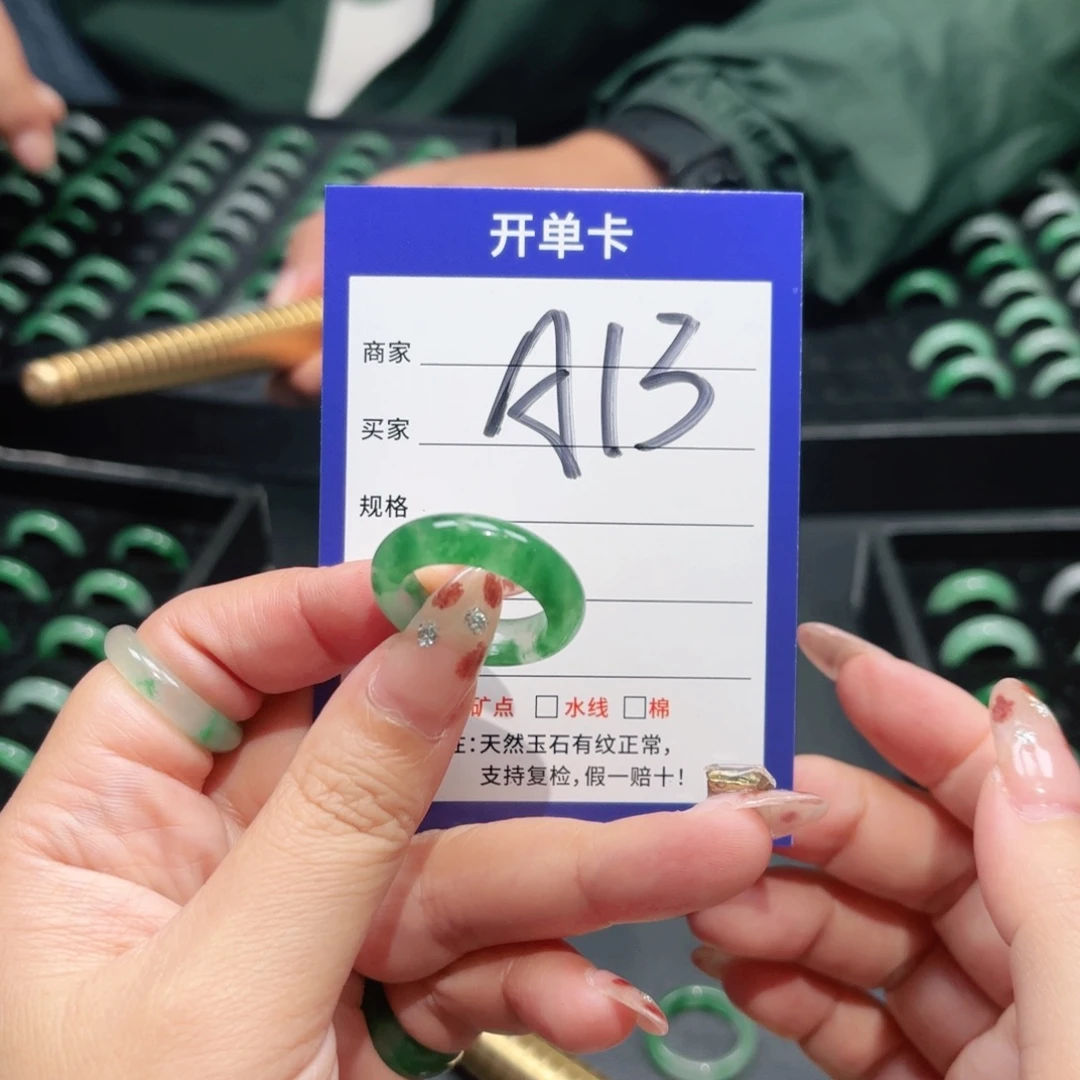 开单卡
商家 A13
买家
规格
矿点 □水线 □棉
:天然玉石有纹正常，
支持复检，假一赔十！